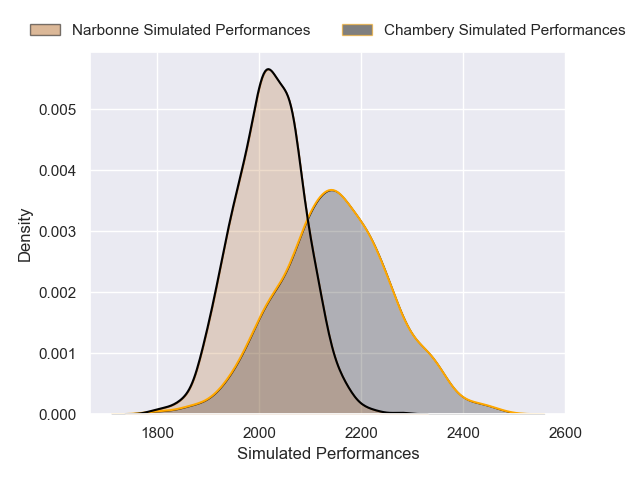 Narbonne Simulated Performances Chambery Simulated Performances
0.005
0.004
0.003
0.002
0.001
0.000
Density
1800 2000 2200 2400 2600
Simulated Performances